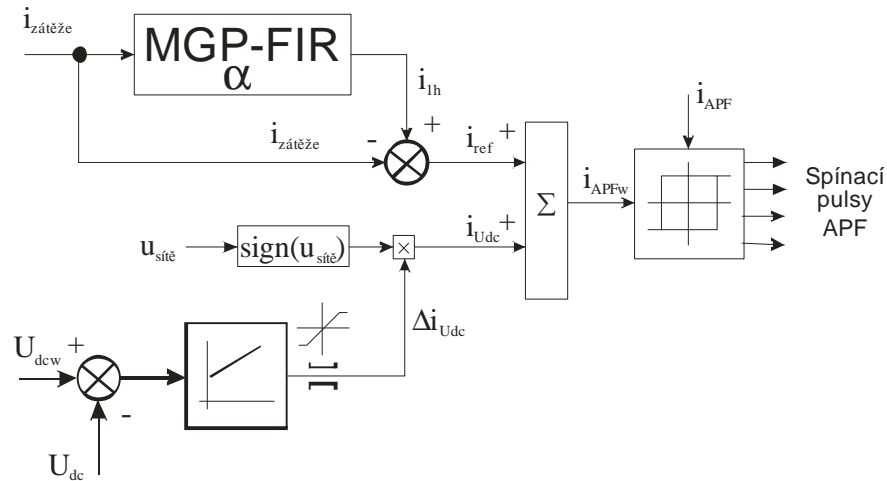 i_zátěže
MGP-FIR
α
i_1h
i_APF
i_zátěže
-
+
i_ref +
Σ
i_APFw
Spínací
pulsy
APF
u_sítě
sign(u_sítě)
×
i_Udc +
Δi_Udc
U_dcw +
-
U_dc